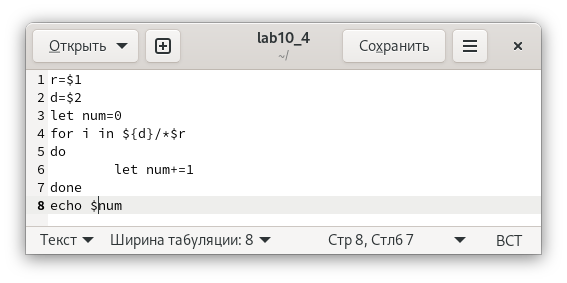 Открыть
lab10_4
~/
Сохранить
1 r=$1
2 d=$2
3 let num=0
4 for i in ${d}/*$r
5 do
6         let num+=1
7 done
8 echo $num
Текст Ширина табуляции: 8 Стр 8, Стлб 7 ВСТ